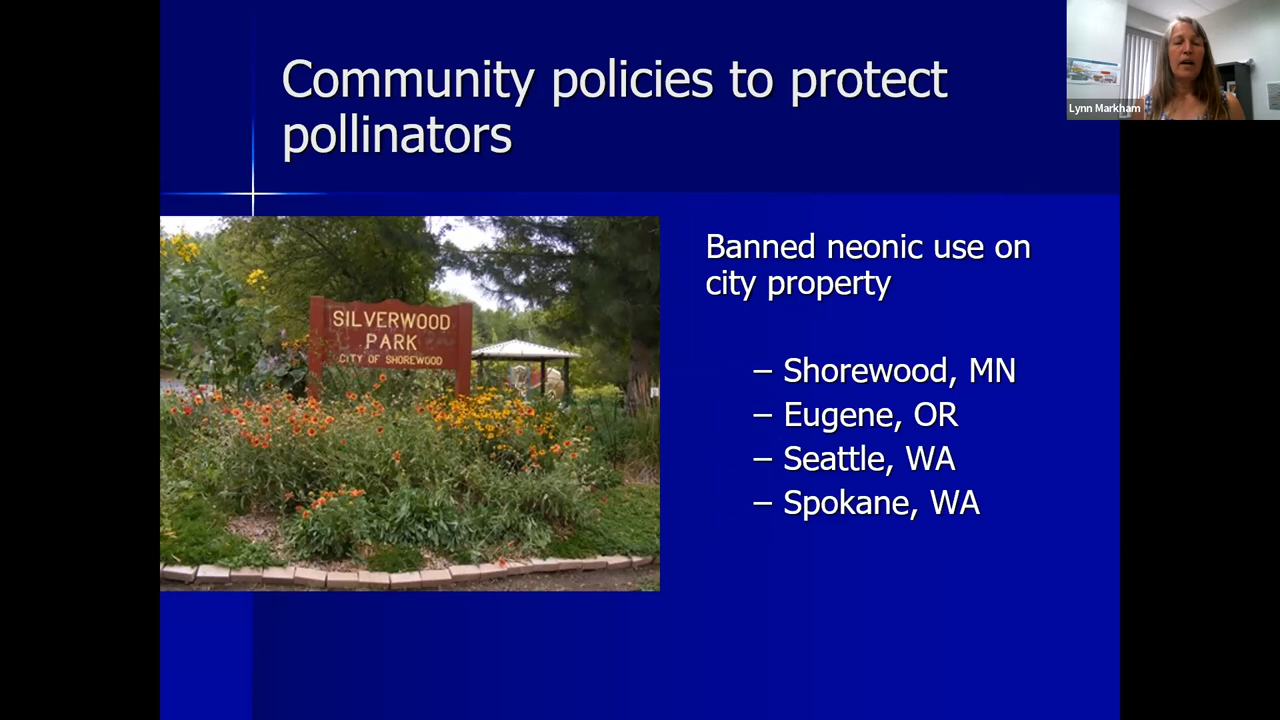 Community policies to protect
pollinators
Lynn Markham
SILVERWOOD
PARK
CITY OF SHOREWOOD
Banned neonic use on
city property
– Shorewood, MN
– Eugene, OR
– Seattle, WA
– Spokane, WA